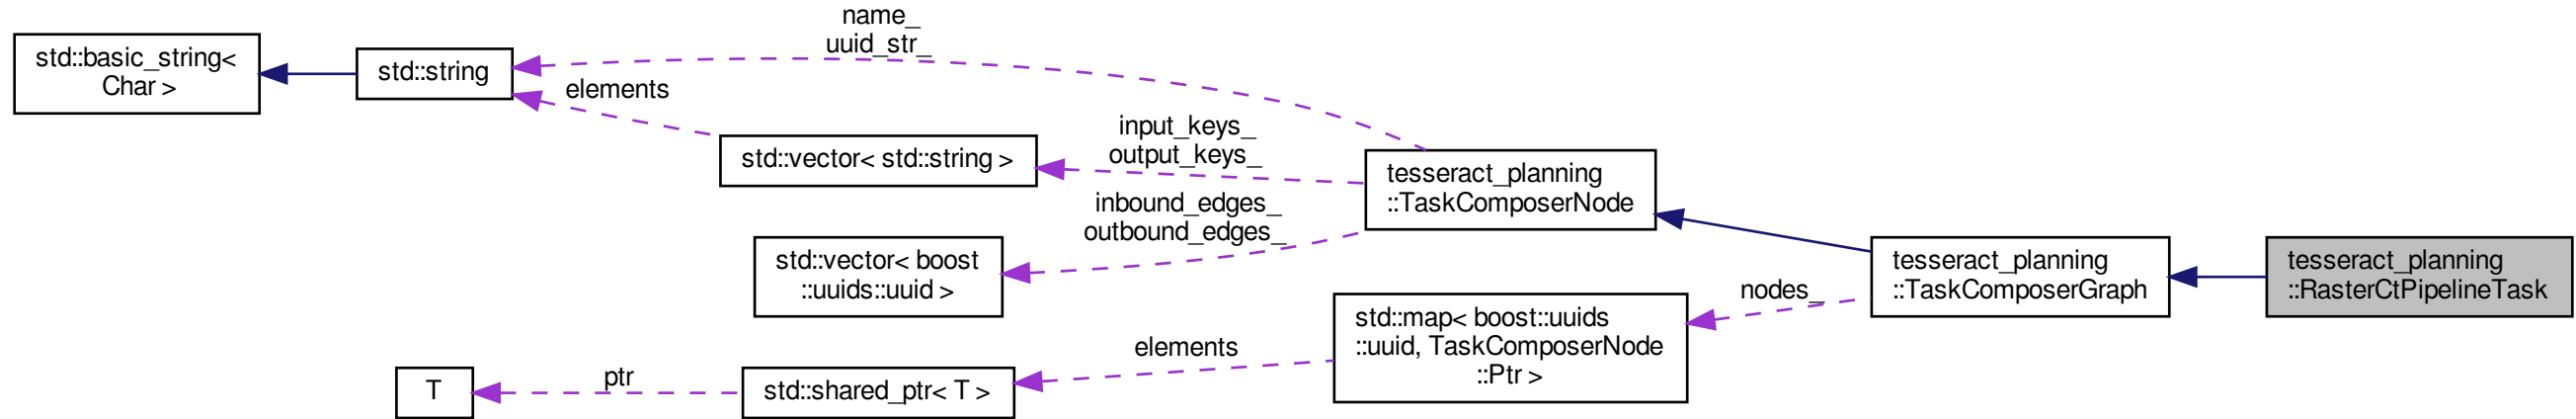 name_
uuid_str_
std::basic_string<
Char >
std::string
elements
std::vector< std::string >
input_keys_
output_keys_
tesseract_planning
::TaskComposerNode
inbound_edges_
outbound_edges_
std::vector< boost
::uuids::uuid >
tesseract_planning
::TaskComposerGraph
tesseract_planning
::RasterCtPipelineTask
nodes_
std::map< boost::uuids
::uuid, TaskComposerNode
::Ptr >
elements
std::shared_ptr< T >
ptr
T